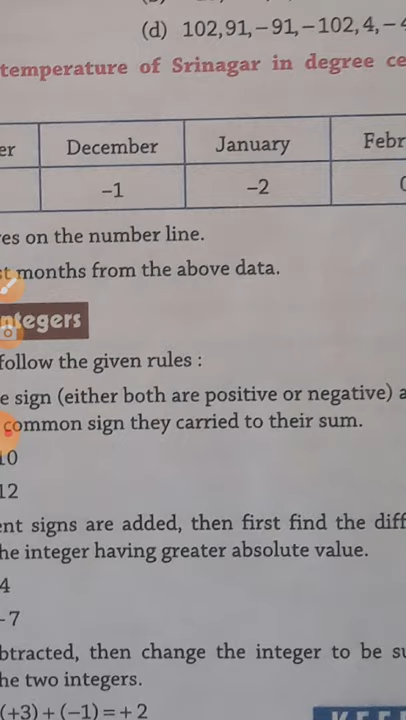 (d) 102,91,−91,−102,4,−
temperature of Srinagar in degree ce
er December January Febr
−1 −2
es on the number line.
st months from the above data.
ntegers
follow the given rules :
e sign (either both are positive or negative) a
common sign they carried to their sum.
10
12
ent signs are added, then first find the diff
he integer having greater absolute value.
4
-7
btracted, then change the integer to be su
he two integers.
(+3)+(−1)=+2